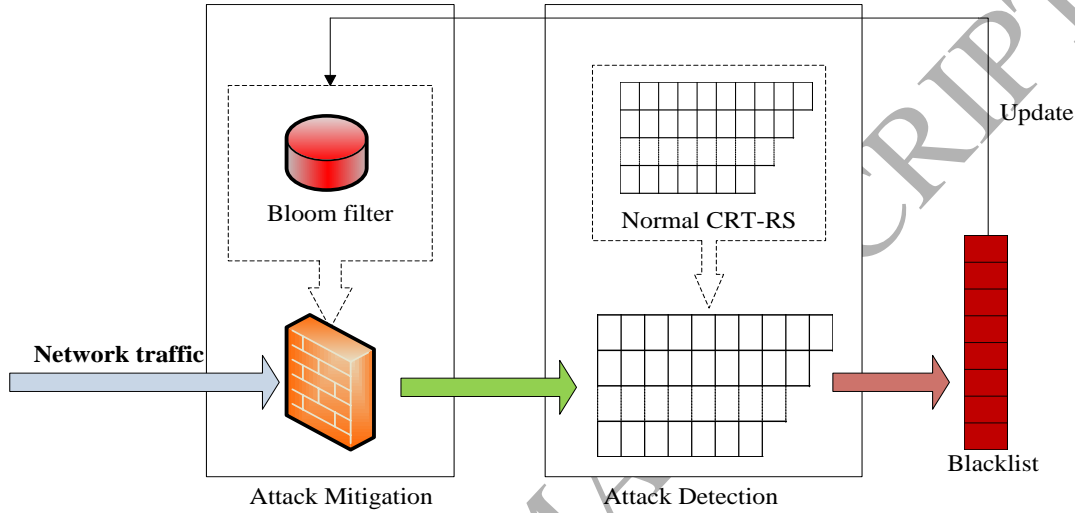 Update
Bloom filter
Normal CRT-RS
Network traffic
Blacklist
Attack Mitigation
Attack Detection